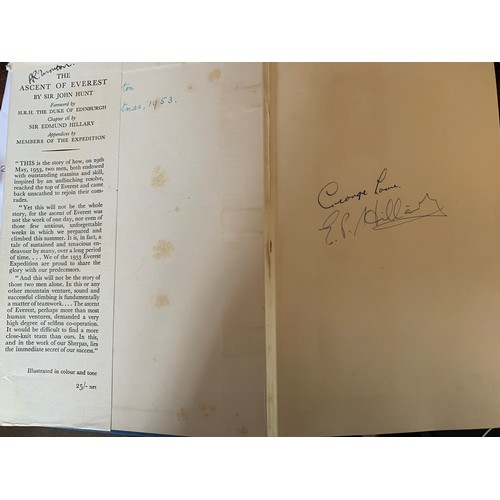 THE
ASCENT OF EVEREST
BY SIR JOHN HUNT
Foreword by
H.R.H. THE DUKE OF EDINBURGH
Chapter 16 by
SIR EDMUND HILLARY
Appendices by
MEMBERS OF THE EXPEDITION
"THIS is the story of how, on 29th
May, 1953, two men, both endowed
with outstanding stamina and skill,
inspired by an unflinching resolve,
reached the top of Everest and came
back unscathed to rejoin their com-
rades.
"Yet this will not be the whole
story, for the ascent of Everest was
not the work of one day, nor even of
those few anxious, unforgettable
weeks in which we prepared and
climbed this summer. It is, in fact, a
tale of sustained and tenacious en-
deavour by many, over a long period
of time. . . . We of the 1953 Everest
Expedition are proud to share the
glory with our predecessors.
"And this will not be the story of
those two men alone. In this or any
other mountain venture, sound and
successful climbing is fundamentally
a matter of teamwork. . . . The ascent
of Everest, perhaps more than most
human ventures, demanded a very
high degree of selfless co-operation.
It would be difficult to find a more
close-knit team than ours. In this,
and in the work of our Sherpas, lies
the immediate secret of our success."
Illustrated in colour and tone
25/- net
ton
tmas, 1953.
George Lowe
E.P. Hillary